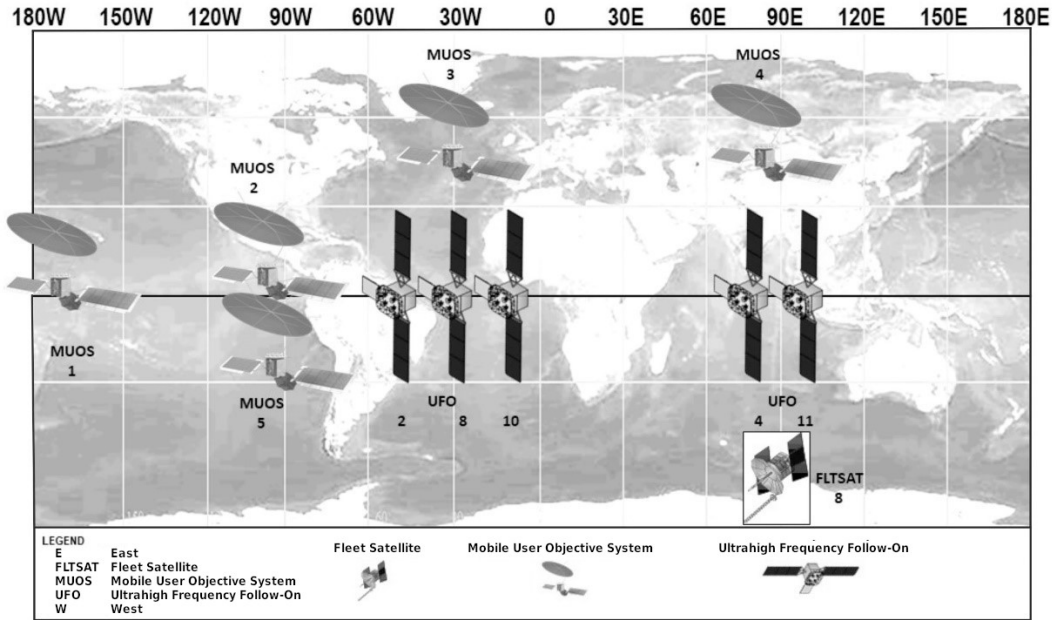 180W 150W 120W 90W 60W 30W 0 30E 60E 90E 120E 150E 180E
MUOS
3
MUOS
4
MUOS
2
MUOS
1
MUOS
5
UFO
2 8 10
UFO
4 11
FLTSAT
8
LEGEND
E East
FLTSAT Fleet Satellite
MUOS Mobile User Objective System
UFO Ultrahigh Frequency Follow-On
W West
Fleet Satellite
Mobile User Objective System
Ultrahigh Frequency Follow-On